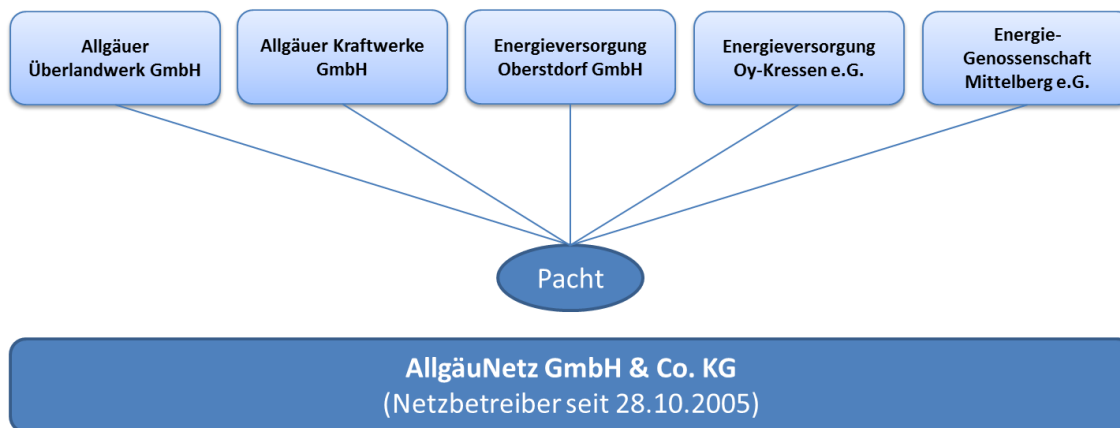 Allgäuer
Überlandwerk GmbH
Allgäuer Kraftwerke
GmbH
Energieversorgung
Oberstdorf GmbH
Energieversorgung
Oy-Kressen e.G.
Energie-
Genossenschaft
Mittelberg e.G.
Pacht
AllgäuNetz GmbH & Co. KG
(Netzbetreiber seit 28.10.2005)